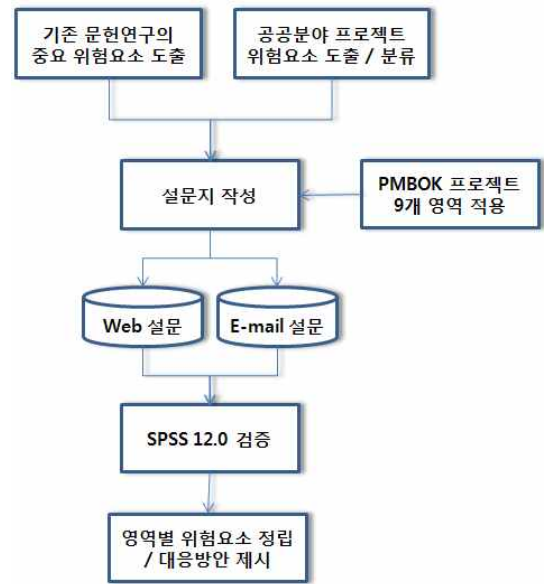 기존 문헌연구의
중요 위험요소 도출
공공분야 프로젝트
위험요소 도출 / 분류
설문지 작성
PMBOK 프로젝트
9개 영역 적용
Web 설문
E-mail 설문
SPSS 12.0 검증
영역별 위험요소 정립
/ 대응방안 제시